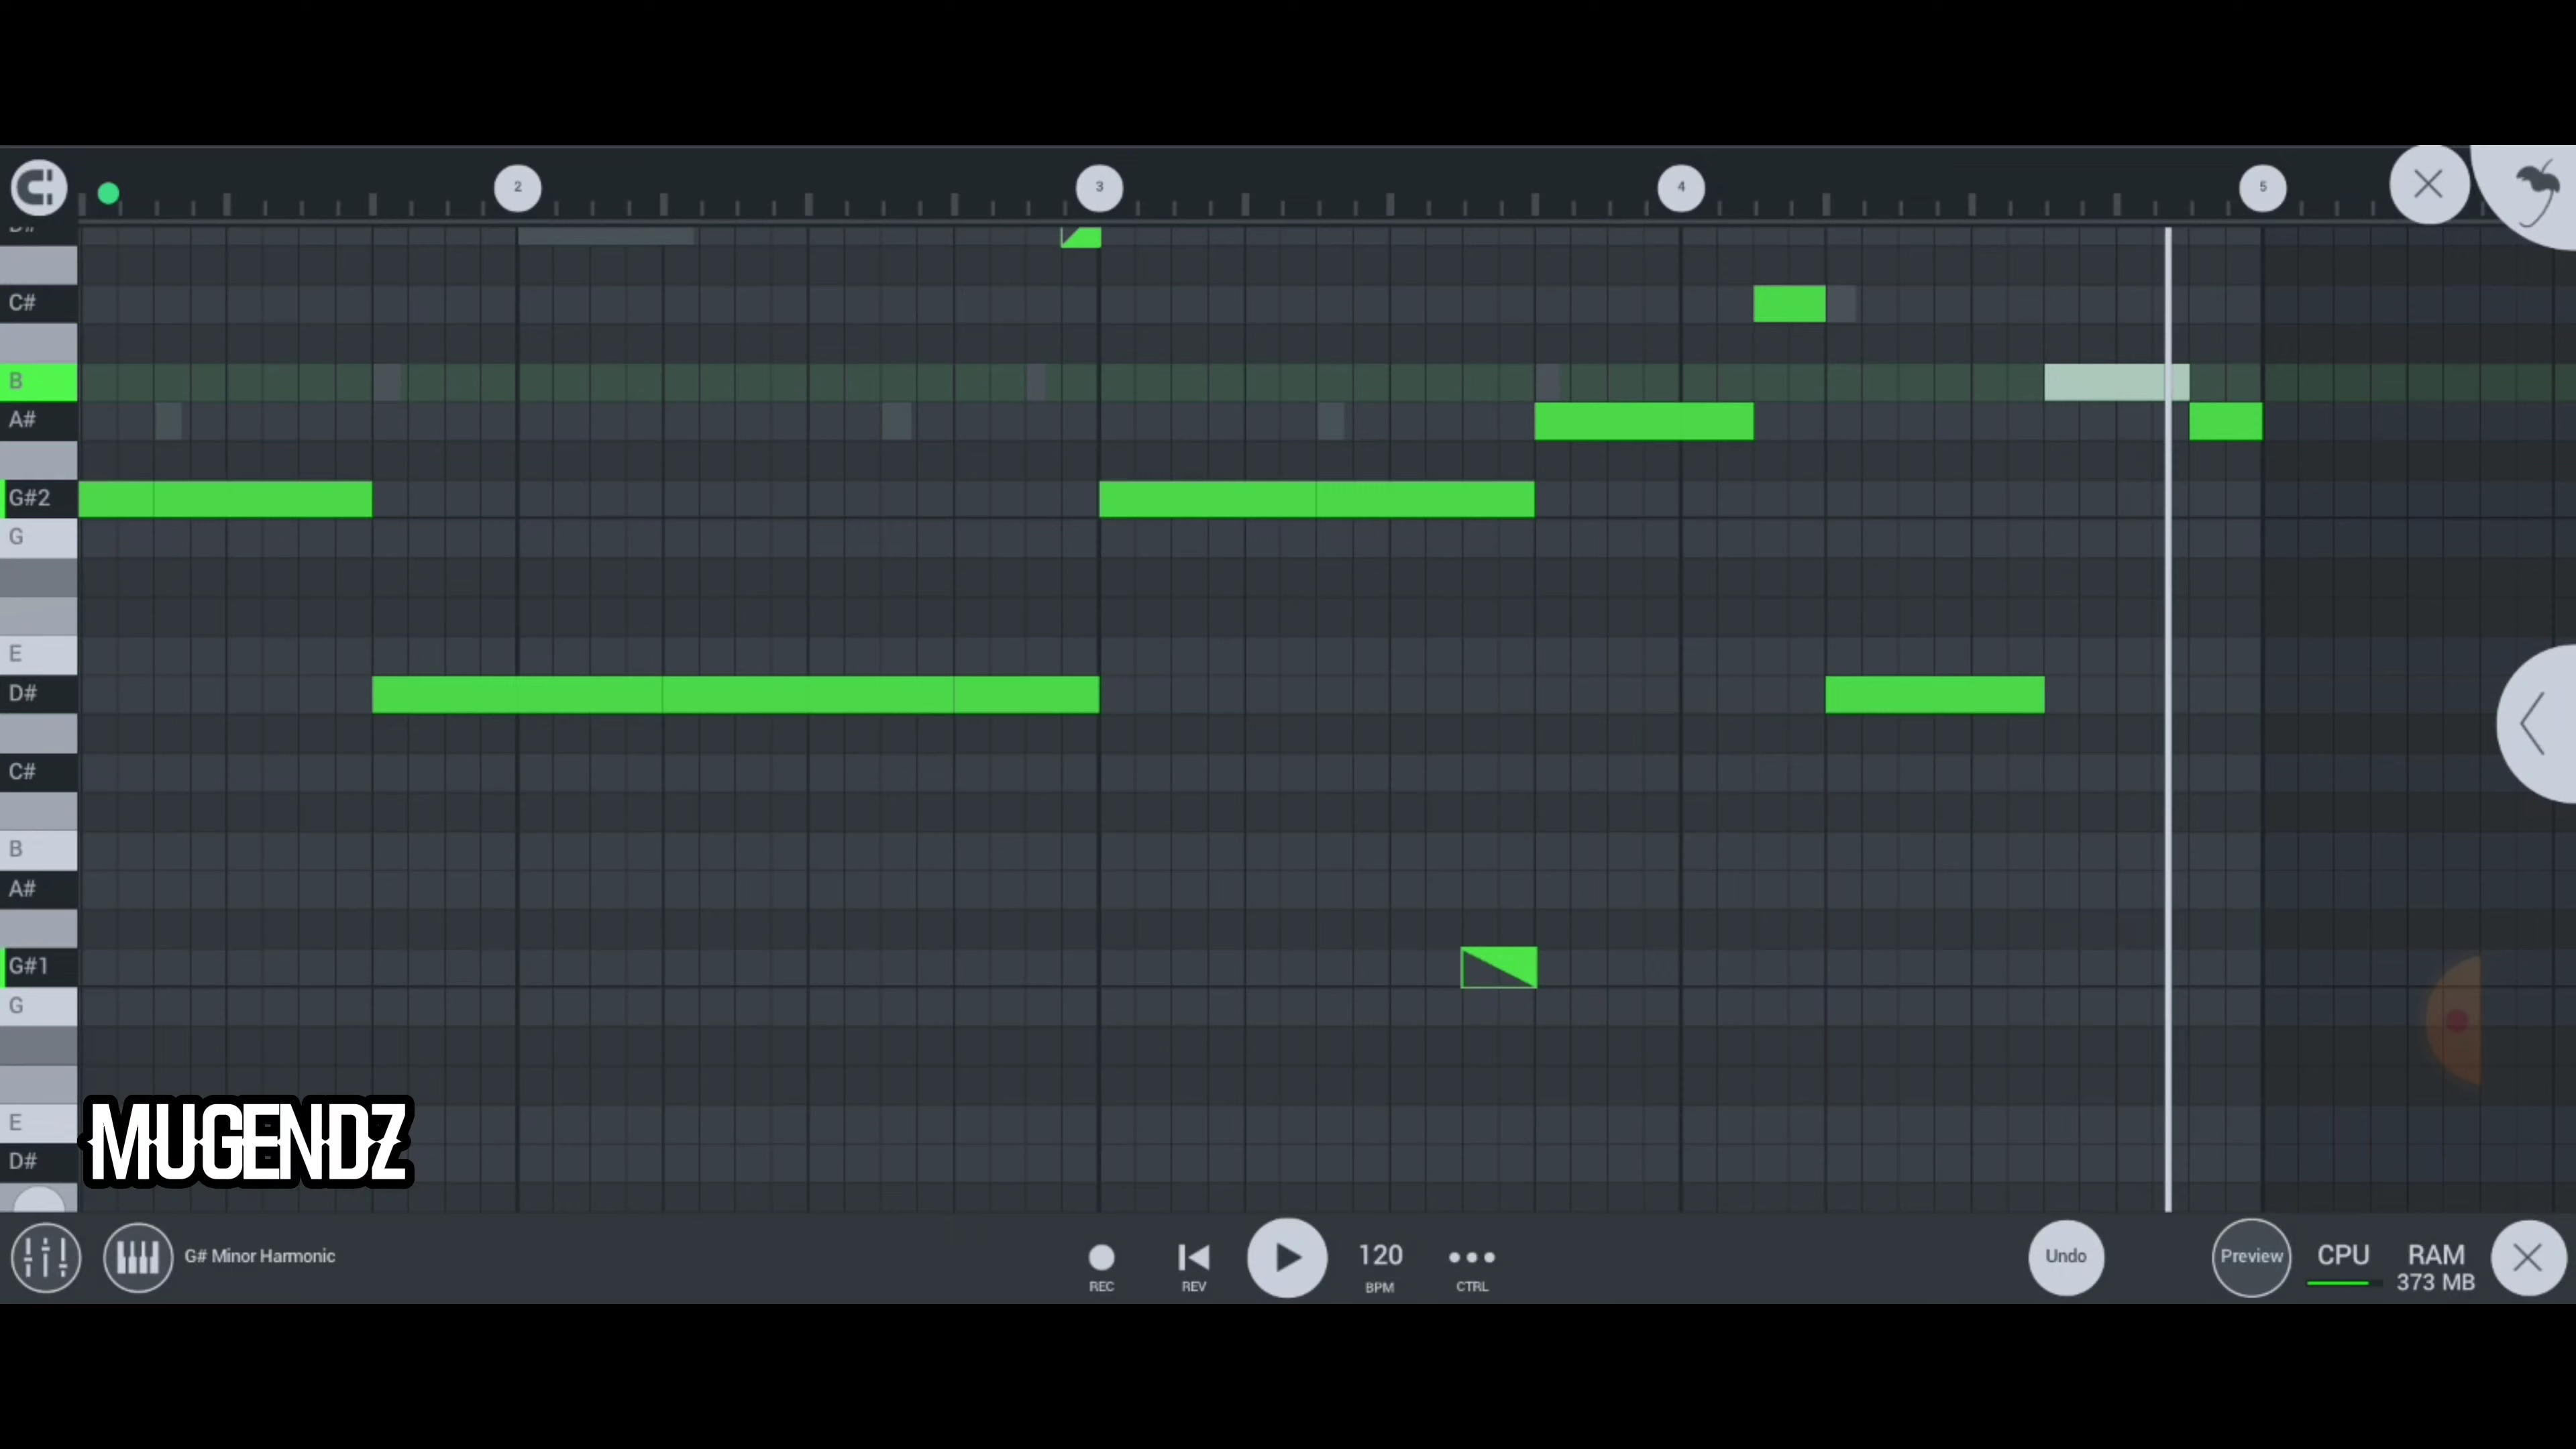 2
3
4
5
D#
C#
B
A#
G#2
G
E
D#
C#
B
A#
G#1
G
E
D#
MUGENDZ
G# Minor Harmonic
REC
REV
120
BPM
CTRL
Undo
Preview
CPU
RAM
373 MB